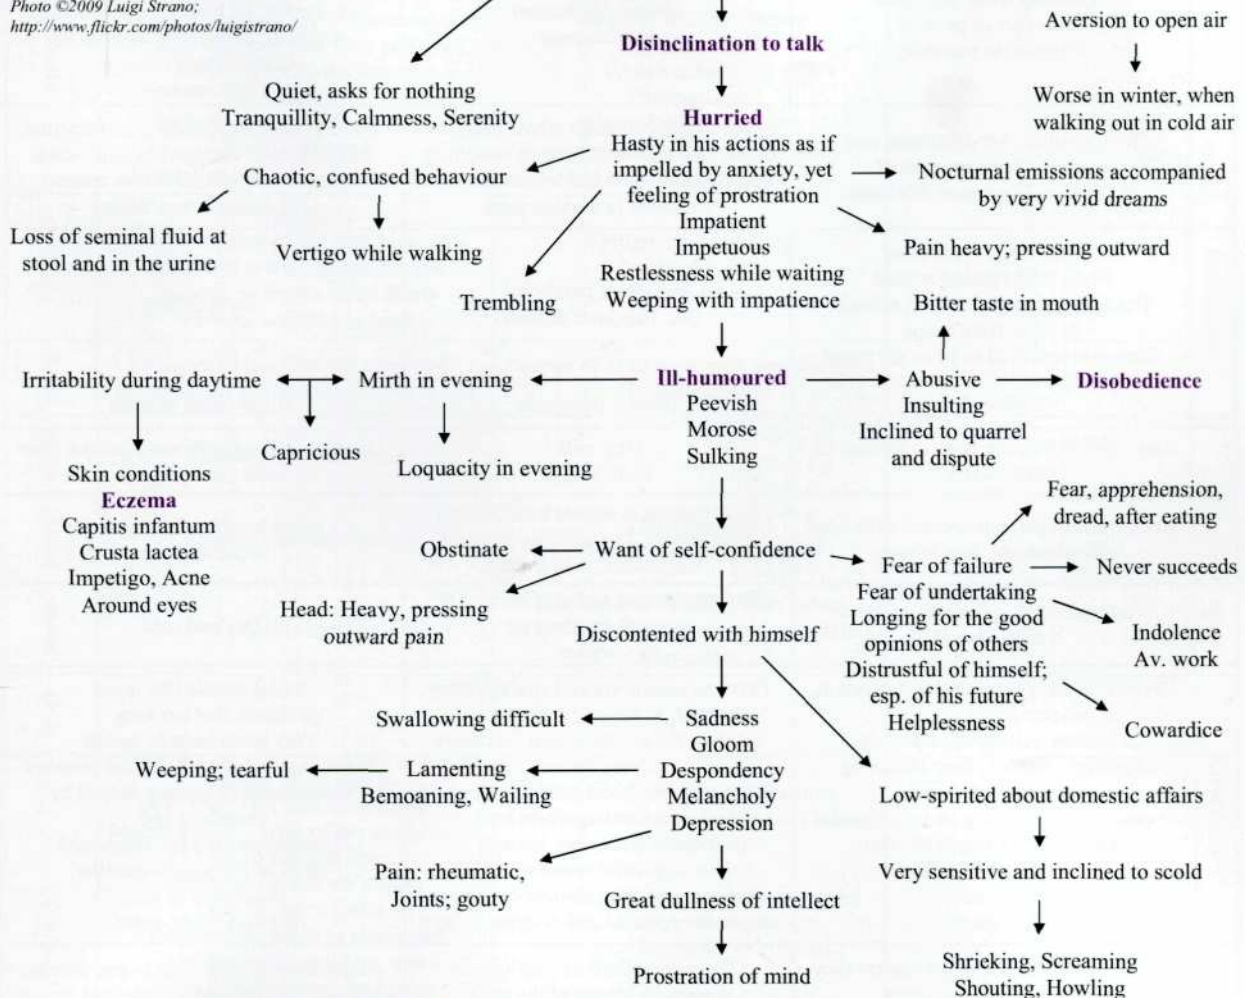 Photo ©2009 Luigi Strano;
http://www.flickr.com/photos/luigistrano/
Aversion to open air
Worse in winter, when
walking out in cold air
Disinclination to talk
Quiet, asks for nothing
Tranquillity, Calmness, Serenity
Hurried
Hasty in his actions as if
impelled by anxiety, yet
feeling of prostration
Impatient
Impetuous
Restlessness while waiting
Weeping with impatience
Chaotic, confused behaviour
Nocturnal emissions accompanied
by very vivid dreams
Loss of seminal fluid at
stool and in the urine
Vertigo while walking
Pain heavy; pressing outward
Trembling
Bitter taste in mouth
Irritability during daytime
Mirth in evening
Ill-humoured
Peevish
Morose
Sulking
Abusive
Insulting
Inclined to quarrel
and dispute
Disobedience
Capricious
Loquacity in evening
Skin conditions
Eczema
Capitis infantum
Crusta lactea
Impetigo, Acne
Around eyes
Fear, apprehension,
dread, after eating
Obstinate
Want of self-confidence
Fear of failure
Fear of undertaking
Longing for the good
opinions of others
Distrustful of himself;
esp. of his future
Helplessness
Never succeeds
Head: Heavy, pressing
outward pain
Discontented with himself
Indolence
Av. work
Cowardice
Swallowing difficult
Sadness
Gloom
Despondency
Melancholy
Depression
Weeping; tearful
Lamenting
Bemoaning, Wailing
Low-spirited about domestic affairs
Pain: rheumatic,
Joints; gouty
Great dullness of intellect
Very sensitive and inclined to scold
Prostration of mind
Shrieking, Screaming
Shouting, Howling